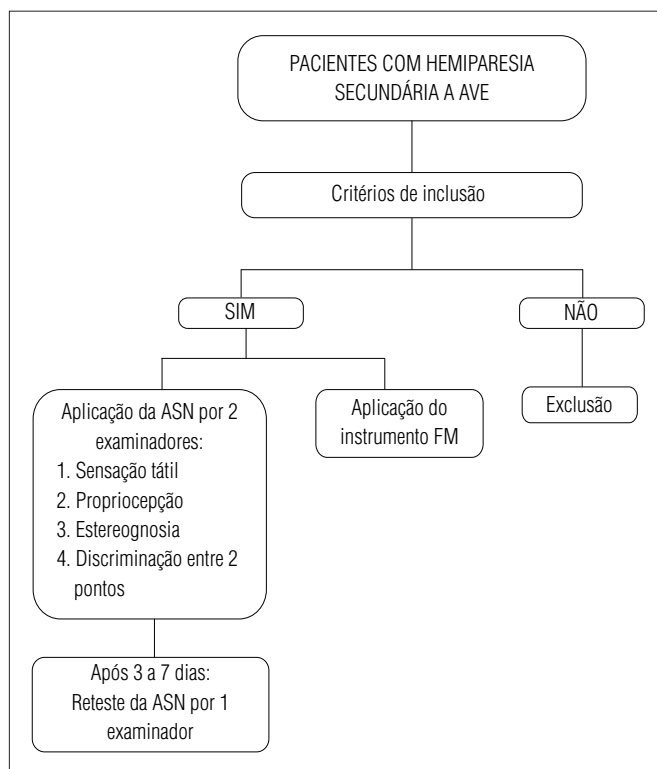 PACIENTES COM HEMIPARESIA
SECUNDÁRIA A AVE
Critérios de inclusão
SIM
NÃO
Aplicação da ASN por 2
examinadores:
1. Sensação tátil
2. Propriocepção
3. Estereognosia
4. Discriminação entre 2
pontos
Aplicação do
instrumento FM
Exclusão
Após 3 a 7 dias:
Reteste da ASN por 1
examinador